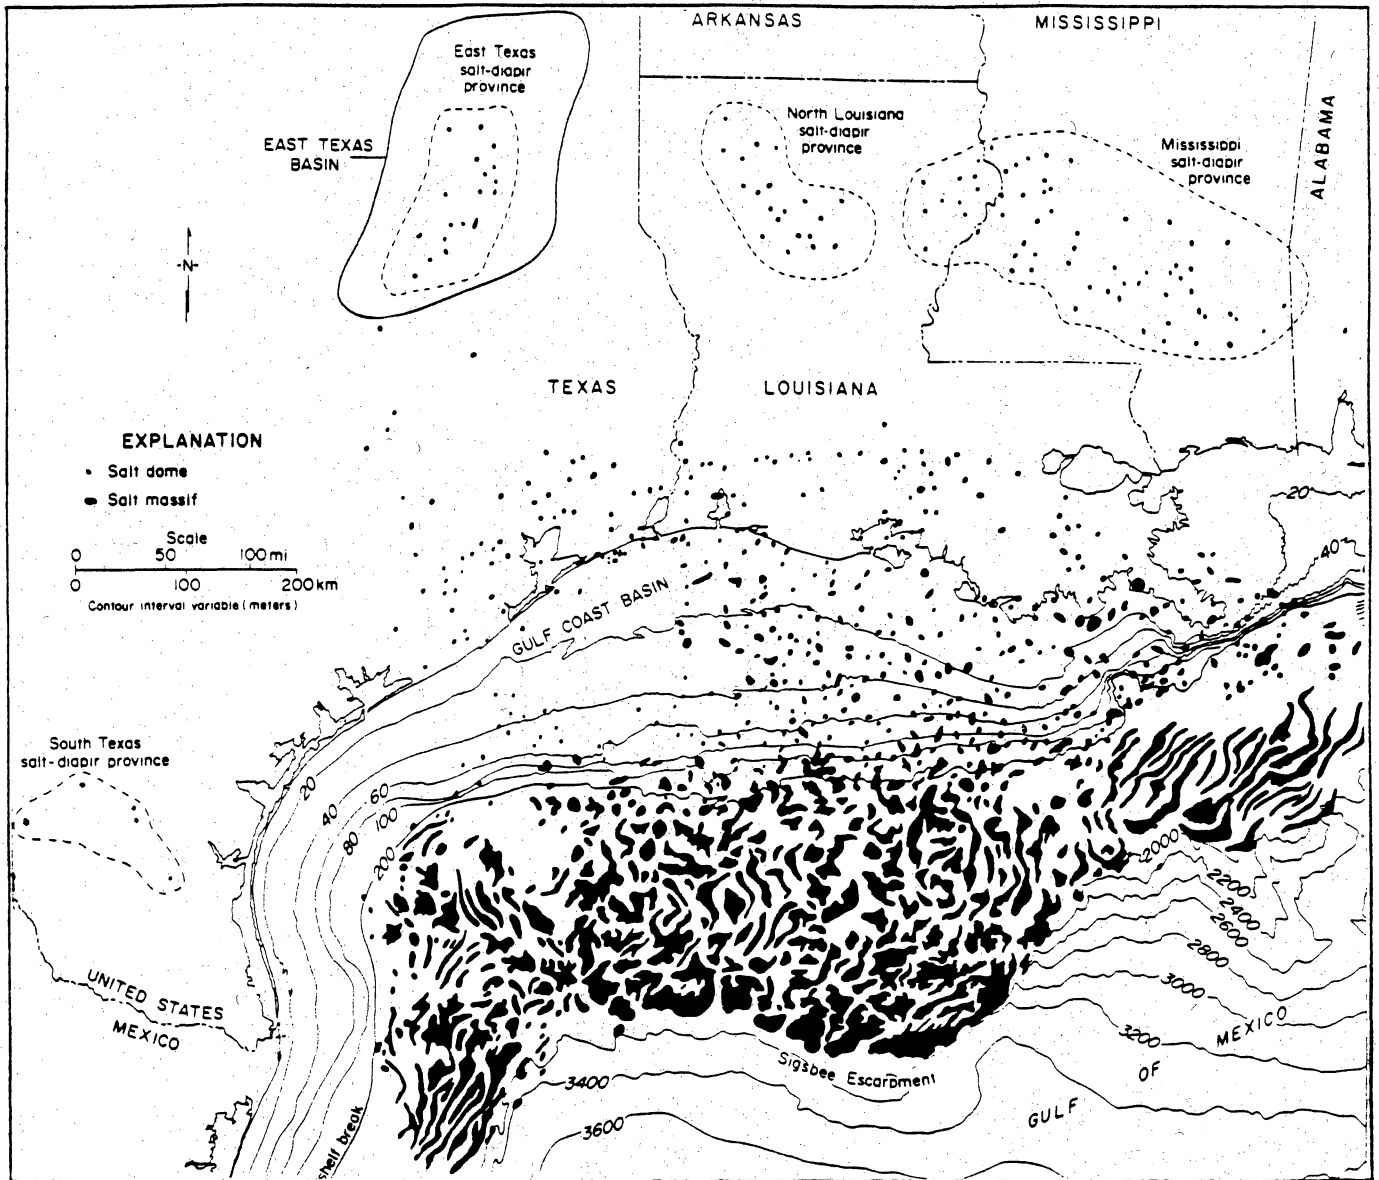 ARKANSAS
MISSISSIPPI
East Texas
salt-diapir
province
North Louisiana
salt-diapir
province
EAST TEXAS
BASIN
Mississippi
salt-diapir
province
ALABAMA
-N-
TEXAS
LOUISIANA
EXPLANATION
Salt dome
Salt massif
Scale
0 50 100 mi
0 100 200 km
Contour interval variable (meters)
20
40
GULF COAST BASIN
South Texas
salt-diapir province
20
40
60
80
100
200
2000
2200
2400
2600
2800
3000
3200
UNITED STATES
MEXICO
Sigsbee Escarpment
3400
3600
shelf break
GULF
OF
MEXICO